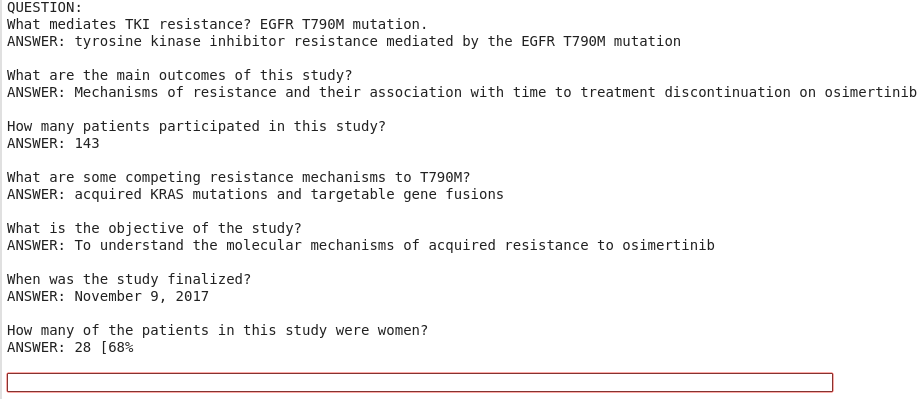 QUESTION:
What mediates TKI resistance? EGFR T790M mutation.
ANSWER: tyrosine kinase inhibitor resistance mediated by the EGFR T790M mutation
What are the main outcomes of this study?
ANSWER: Mechanisms of resistance and their association with time to treatment discontinuation on osimertinib
How many patients participated in this study?
ANSWER: 143
What are some competing resistance mechanisms to T790M?
ANSWER: acquired KRAS mutations and targetable gene fusions
What is the objective of the study?
ANSWER: To understand the molecular mechanisms of acquired resistance to osimertinib
When was the study finalized?
ANSWER: November 9, 2017
How many of the patients in this study were women?
ANSWER: 28 [68%